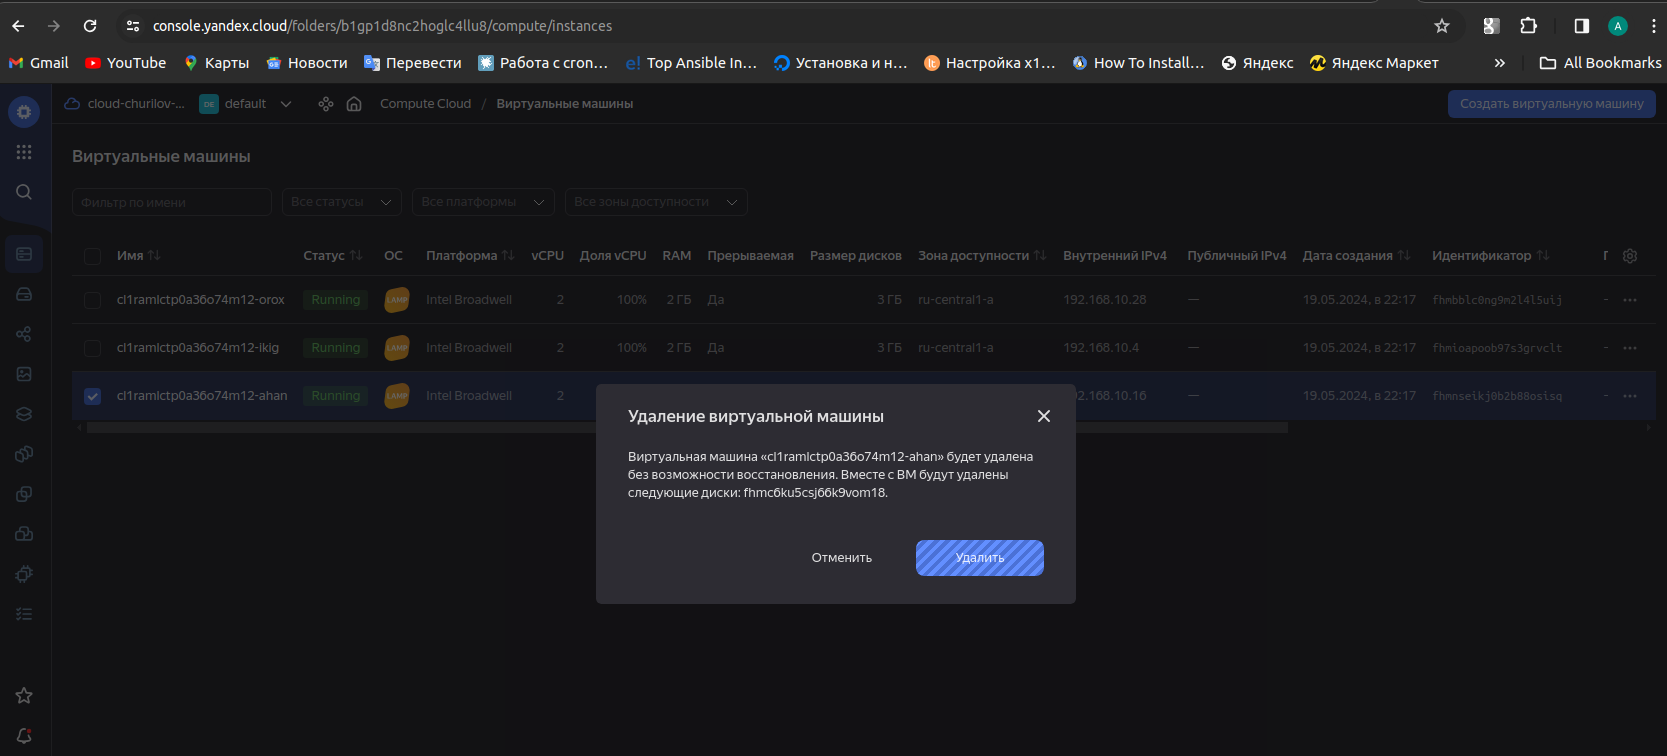 console.yandex.cloud/folders/b1gp1d8nc2hoglc4llu8/compute/instances
A
Gmail YouTube Карты Новости Перевести Работа с cron... e! Top Ansible In... Установка и н... lt Настройка x1... How To Install... Яндекс Яндекс Маркет » All Bookmarks
cloud-churilov-... DE default Compute Cloud / Виртуальные машины Создать виртуальную машину
Виртуальные машины
Фильтр по имени Все статусы Все платформы Все зоны доступности
Имя Статус ОС Платформа vCPU Доля vCPU RAM Прерываемая Размер дисков Зона доступности Внутренний IPv4 Публичный IPv4 Дата создания Идентификатор
cl1ramlctp0a36o74m12-orox Running LAMP Intel Broadwell 2 100% 2 ГБ Да 3 ГБ ru-central1-a 192.168.10.28 — 19.05.2024, в 22:17 fhmbblc0ng9m2l4l5uij – ...
cl1ramlctp0a36o74m12-ikig Running LAMP Intel Broadwell 2 100% 2 ГБ Да 3 ГБ ru-central1-a 192.168.10.4 — 19.05.2024, в 22:17 fhmioapoob97s3grvclt – ...
cl1ramlctp0a36o74m12-ahan Running LAMP Intel Broadwell 2 92.168.10.16 — 19.05.2024, в 22:17 fhmnseikj0b2b88osisq – ...
Удаление виртуальной машины
Виртуальная машина «cl1ramlctp0a36o74m12-ahan» будет удалена
без возможности восстановления. Вместе с ВМ будут удалены
следующие диски: fhmc6ku5csj66k9vom18.
Отменить Удалить